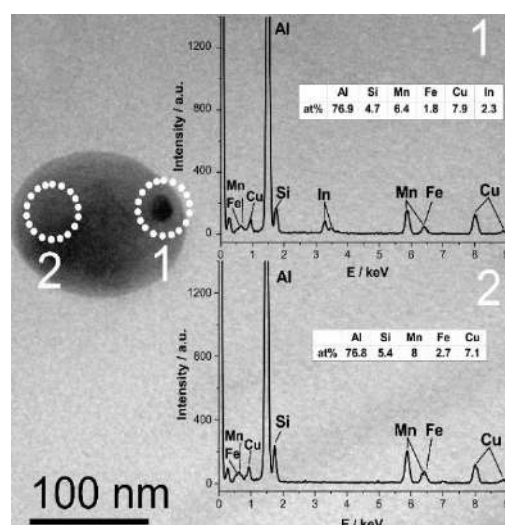 1
Al
1400
Al Si Mn Fe Cu In
at% 76.9 4.7 6.4 1.8 7.9 2.3
Intensity / a.u.
800
400
Mn
Fe
Cu
Si
In
Mn
Fe
Cu
0
0 1 2 3 4 5 6 7 8
E / keV
2 1
2
Al
1200
Al Si Mn Fe Cu
at% 76.8 5.4 8 2.7 7.1
Intensity / a.u.
800
400
Mn
Fe
Cu
Si
Mn
Fe
Cu
0
0 1 2 3 4 5 6 7 8
E / keV
100 nm